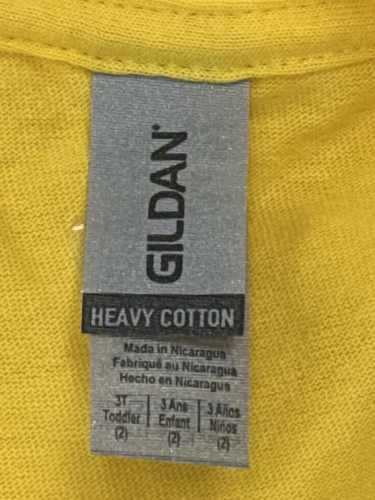 GILDAN®
HEAVY COTTON
Made in Nicaragua
Fabriqué au Nicaragua
Hecho en Nicaragua
3T | 3 Ans | 3 Años
Toddler | Enfant | Niños
(2) | (2) | (2)